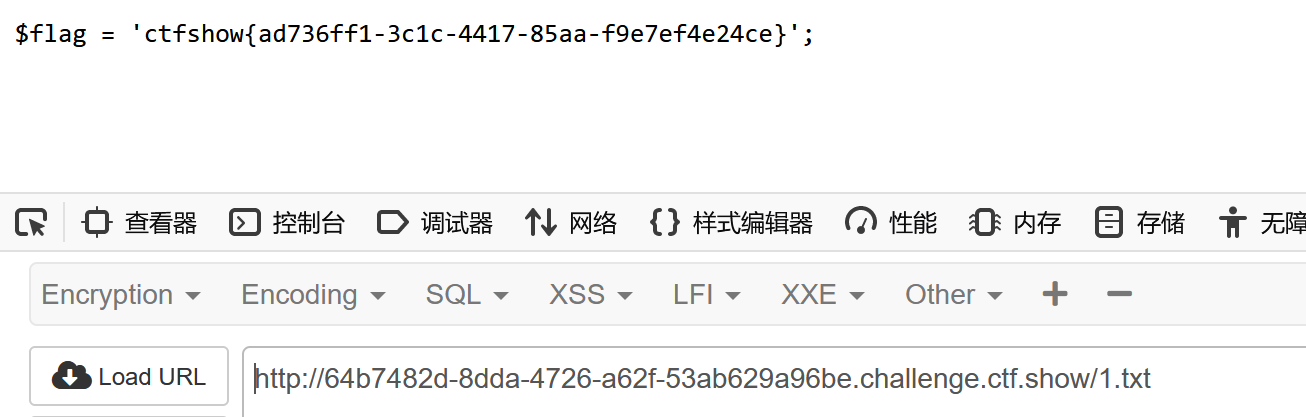 $flag = 'ctfshow{ad736ff1-3c1c-4417-85aa-f9e7ef4e24ce}';
查看器 控制台 调试器 网络 样式编辑器 性能 内存 存储 无障
Encryption Encoding SQL XSS LFI XXE Other
Load URL http://64b7482d-8dda-4726-a62f-53ab629a96be.challenge.ctf.show/1.txt